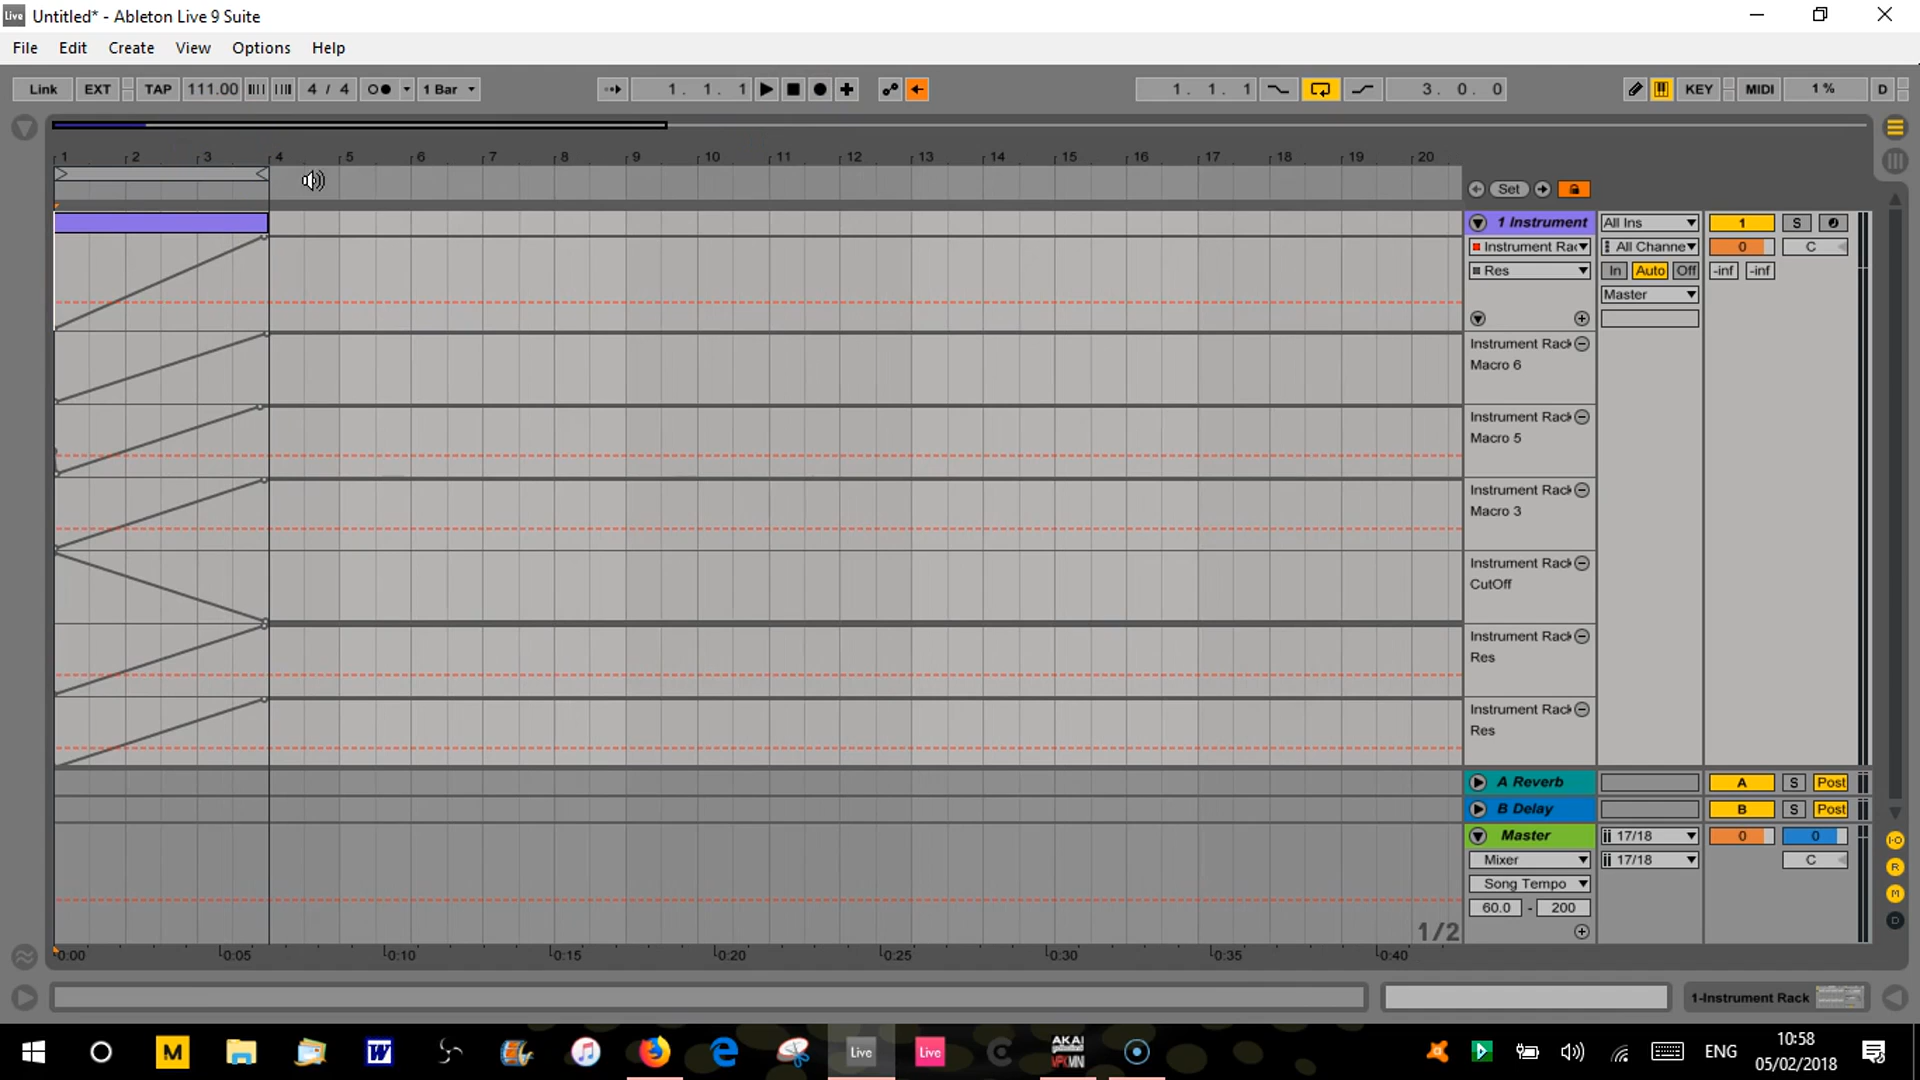 Live Untitled* - Ableton Live 9 Suite
File Edit Create View Options Help
Link EXT TAP 111.00 4 / 4 1 Bar 1. 1. 1 1. 1. 1 3. 0. 0 KEY MIDI 1 % D
1 2 3 4 5 6 7 8 9 10 11 12 13 14 15 16 17 18 19 20
Set
1 Instrument All Ins 1 S
Instrument Rac All Channe 0 C
Res In Auto Off -inf -inf
Master
Instrument Rack
Macro 6
Instrument Rack
Macro 5
Instrument Rack
Macro 3
Instrument Rack
CutOff
Instrument Rack
Res
Instrument Rack
Res
A Reverb A S Post
B Delay B S Post
Master 17/18 0 0
Mixer 17/18 C
Song Tempo
60.0 - 200
1/2
I·O
R
M
D
0:00 0:05 0:10 0:15 0:20 0:25 0:30 0:35 0:40
1-Instrument Rack
M W Live Live AKAI VPKMNI ENG
10:58
05/02/2018